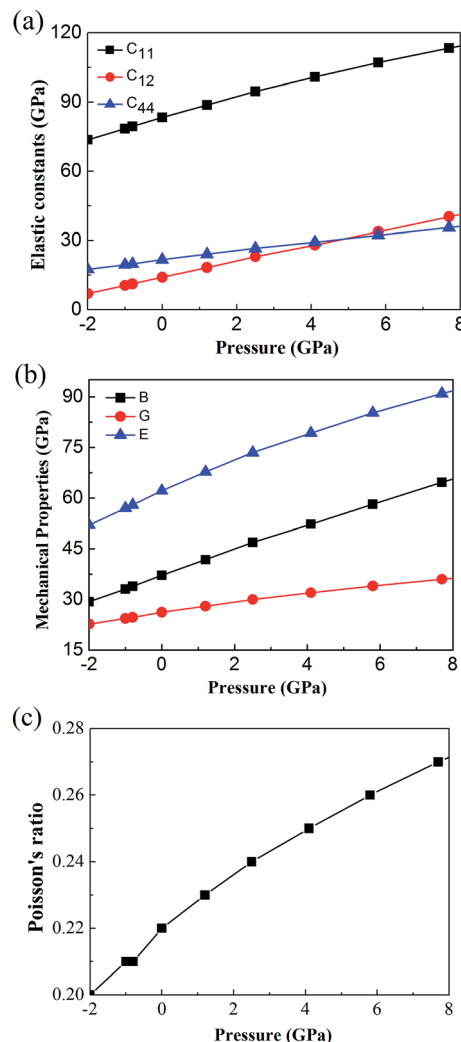 (a)
120
90
60
30
0
Elastic constants (GPa)
C11
C12
C44
-2 0 2 4 6 8
Pressure (GPa)
(b)
90
75
60
45
30
15
Mechanical Properties (GPa)
B
G
E
-2 0 2 4 6 8
Pressure (GPa)
(c)
0.28
0.26
0.24
0.22
0.20
Poisson's ratio
-2 0 2 4 6 8
Pressure (GPa)